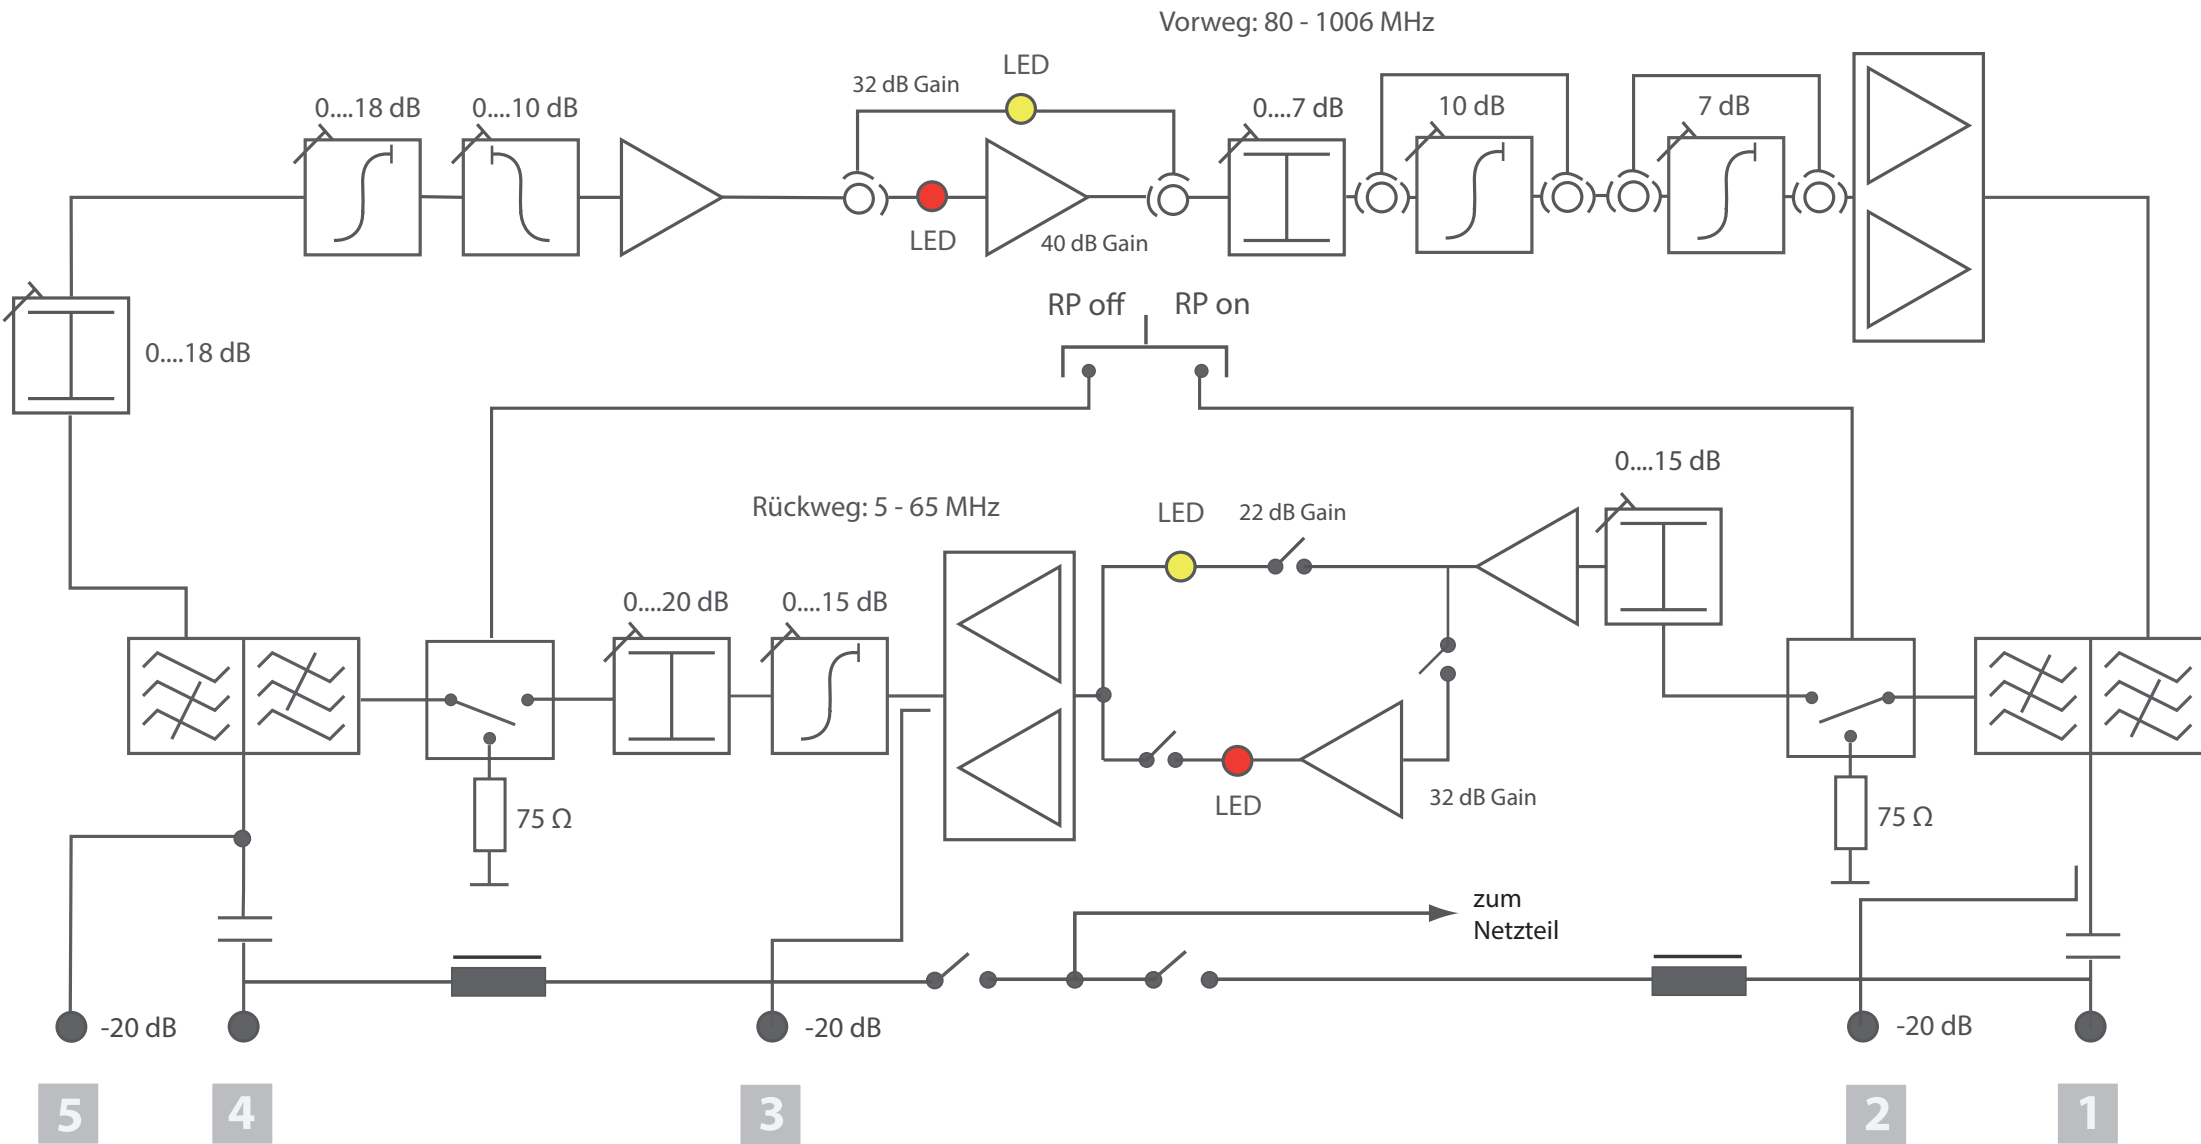 Vorweg: 80 - 1006 MHz
LED
32 dB Gain
0....18 dB
0....10 dB
0....7 dB
10 dB
7 dB
LED
40 dB Gain
RP off
RP on
0....18 dB
0....15 dB
Rückweg: 5 - 65 MHz
LED
22 dB Gain
0....20 dB
0....15 dB
LED
32 dB Gain
75 Ω
75 Ω
zum
Netzteil
-20 dB
-20 dB
-20 dB
5
4
3
2
1